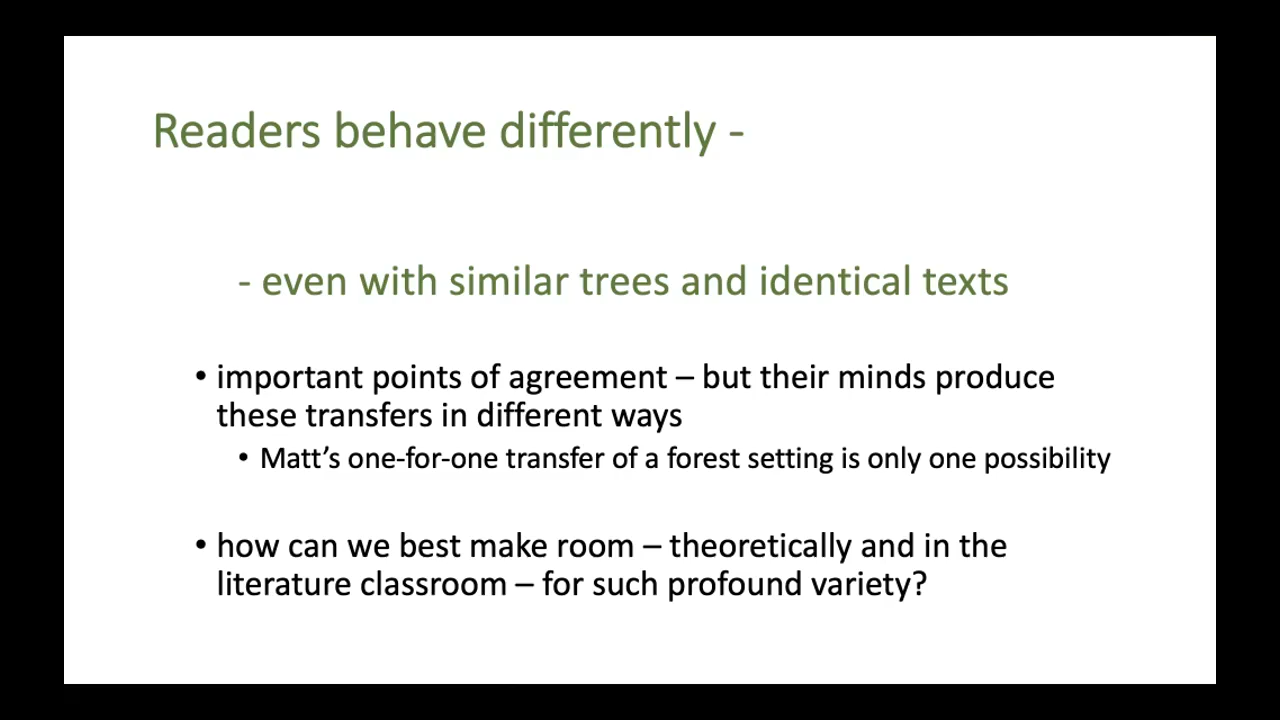 Readers behave differently -
- even with similar trees and identical texts
• important points of agreement – but their minds produce
these transfers in different ways
• Matt’s one-for-one transfer of a forest setting is only one possibility
• how can we best make room – theoretically and in the
literature classroom – for such profound variety?